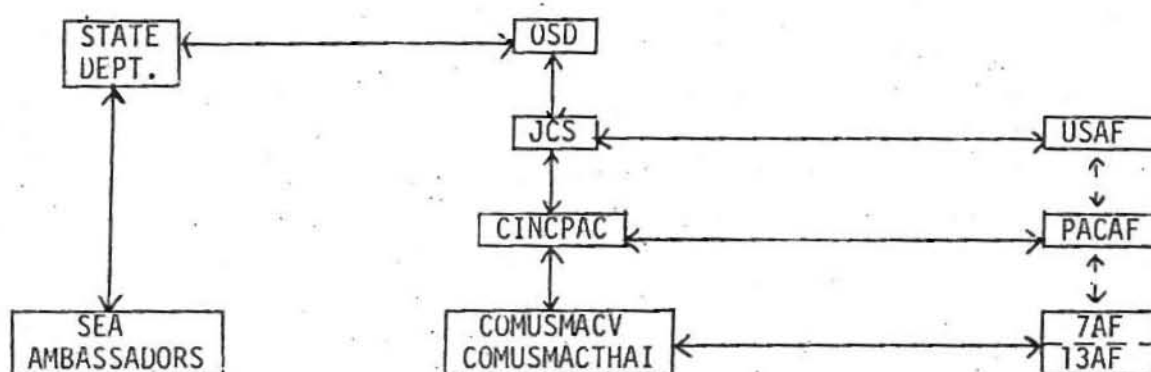 STATE
DEPT.
OSD
JCS
USAF
CINCPAC
PACAF
SEA
AMBASSADORS
COMUSMACV
COMUSMACTHAI
7AF
13AF